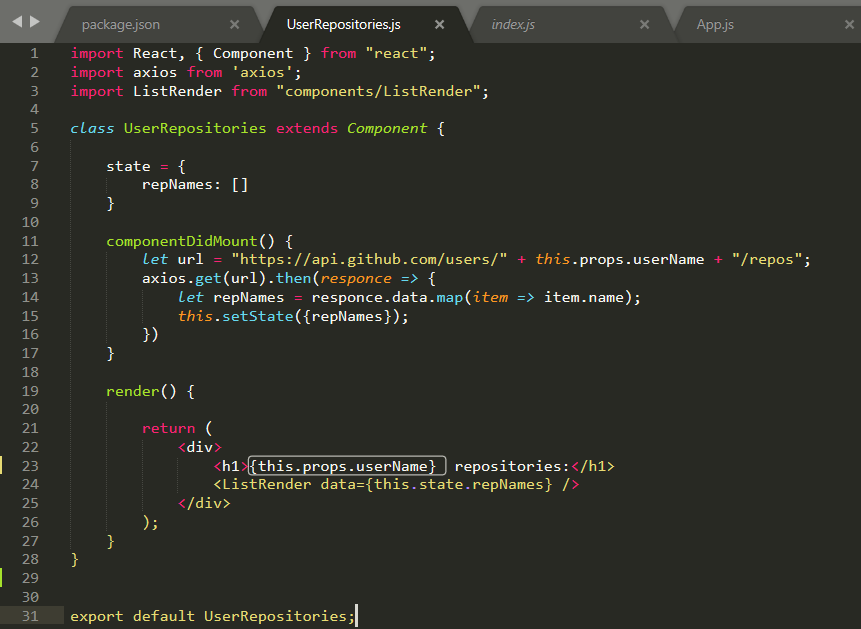 package.json × UserRepositories.js × index.js × App.js ×
1 import React, { Component } from "react";
2 import axios from 'axios';
3 import ListRender from "components/ListRender";
4
5 class UserRepositories extends Component {
6
7 state = {
8 repNames: []
9 }
10
11 componentDidMount() {
12 let url = "https://api.github.com/users/" + this.props.userName + "/repos";
13 axios.get(url).then(responce => {
14 let repNames = responce.data.map(item => item.name);
15 this.setState({repNames});
16 })
17 }
18
19 render() {
20
21 return (
22 <div>
23 <h1>{this.props.userName} repositories:</h1>
24 <ListRender data={this.state.repNames} />
25 </div>
26 );
27 }
28 }
29
30
31 export default UserRepositories;